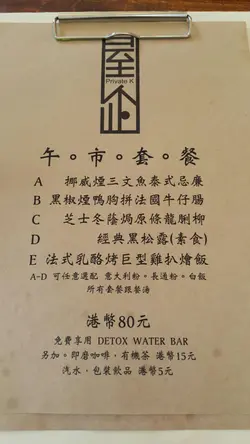 Private K
午。市。套。餐
A 挪威煙三文魚泰式忌廉
B 黑椒煙鴨胸拼法國牛仔腸
C 芝士冬蔭焗原條龍脷柳
D 經典黑松露(素食)
E 法式乳酪烤巨型雞扒燴飯
A-D 可任意選配 意大利粉。長通粉。白飯
所有套餐跟餐湯
港幣80元
免費享用 DETOX WATER BAR
另加。即磨咖啡,有機茶 港幣15元
汽水,包裝飲品 港幣5元